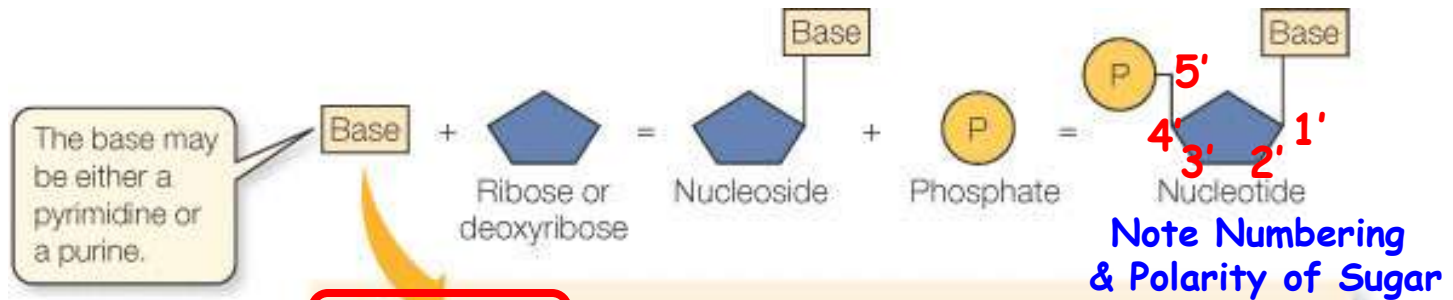 The base may
be either a
pyrimidine or
a purine.
Base
+
Ribose or
deoxyribose
=
Base
Nucleoside
+
P
Phosphate
=
P
5'
Base
4'
3'
2'
1'
Nucleotide
Note Numbering
& Polarity of Sugar